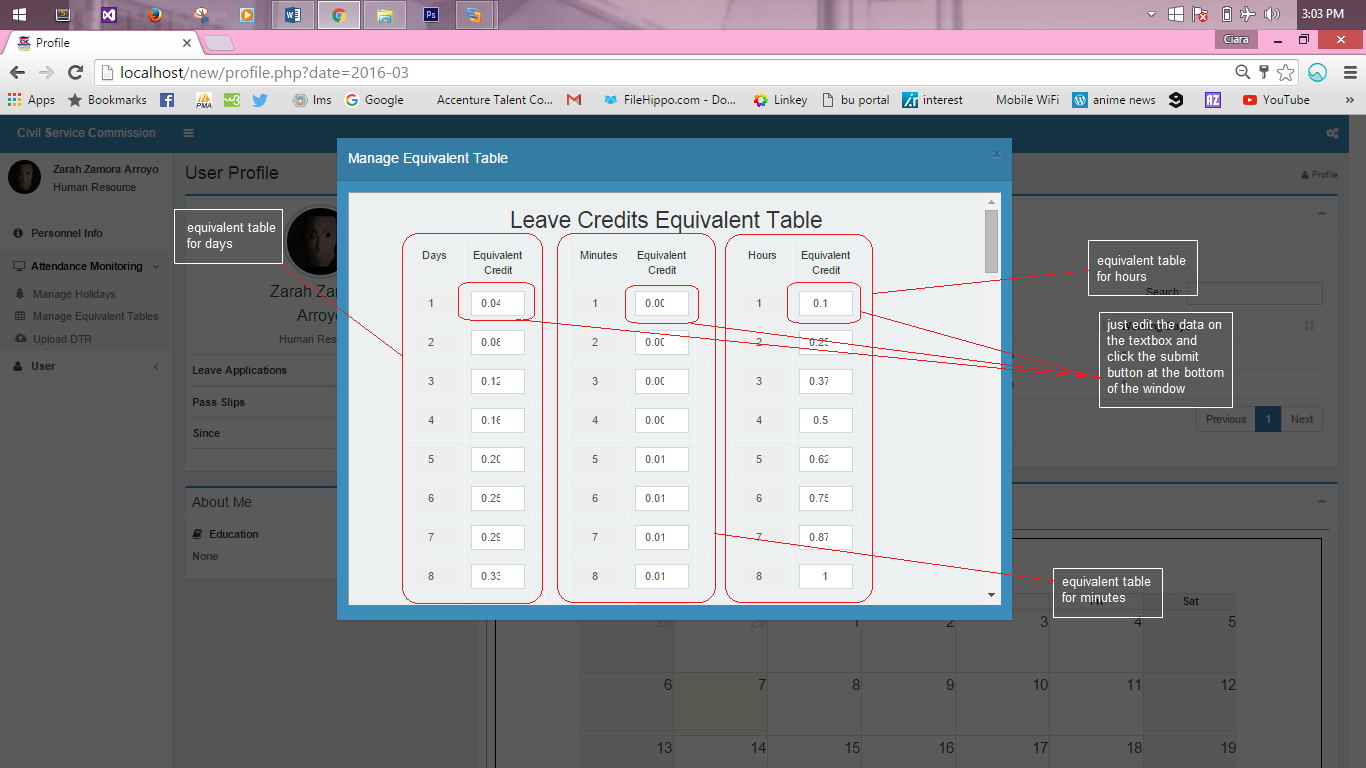 3:03 PM
Profile
Ciara
localhost/new/profile.php?date=2016-03
Apps Bookmarks PMA lms Google Accenture Talent Co... FileHippo.com - Do... Linkey bu portal interest Mobile WiFi anime news 9 AZ YouTube »
Civil Service Commission
Zarah Zamora Arroyo
Human Resource
Personnel Info
Attendance Monitoring
Manage Holidays
Manage Equivalent Tables
Upload DTR
User
User Profile
Profile
equivalent table
for days
Zarah Za
Arroy
Human Res
Leave Applications
Pass Slips
Since
About Me
Education
None
Manage Equivalent Table ×
Leave Credits Equivalent Table
Days Equivalent Credit Minutes Equivalent Credit Hours Equivalent Credit
1 0.04 1 0.00 1 0.1
2 0.08 2 0.00 2 0.25
3 0.12 3 0.00 3 0.37
4 0.16 4 0.00 4 0.5
5 0.20 5 0.01 5 0.62
6 0.25 6 0.01 6 0.75
7 0.29 7 0.01 7 0.87
8 0.33 8 0.01 8 1
equivalent table
for hours
Search:
just edit the data on
the textbox and
click the submit
button at the bottom
of the window
Previous 1 Next
equivalent table
for minutes
Fri Sat
28 29 1 2 3 4 5
6 7 8 9 10 11 12
13 14 15 16 17 18 19